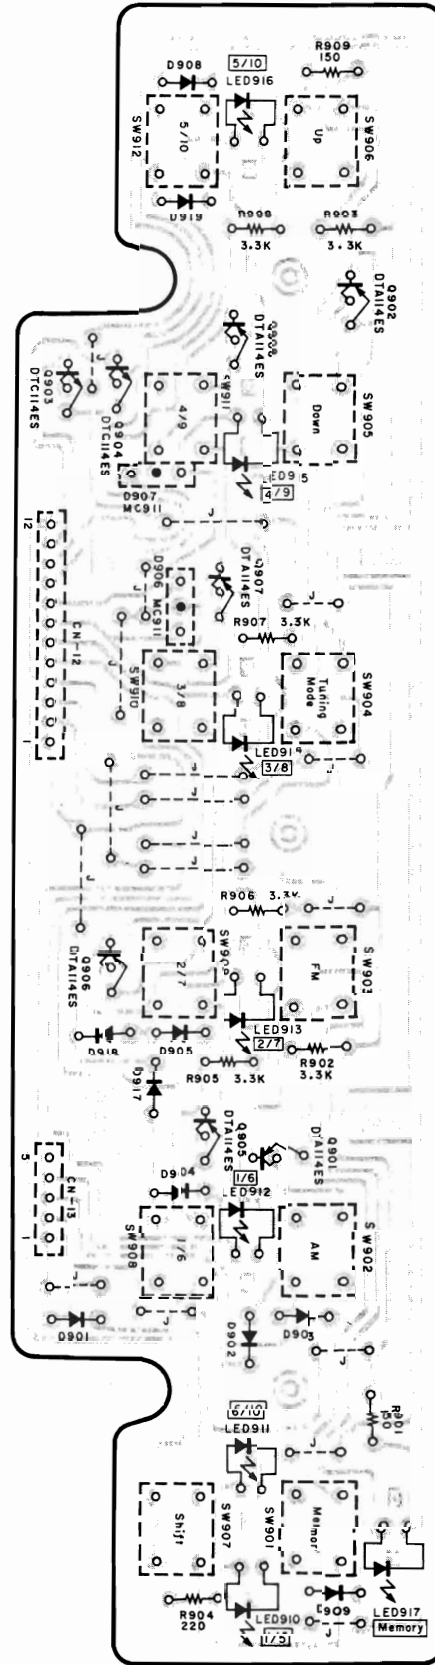 R909
150
D908
5/10
LED916
SW912
5/10
Up
SW906
D919
R908
3.3K
R903
3.3K
Q902
DTA114ES
Q908
DTA114ES
Q903
DTC114ES
J
Q904
DTC114ES
SW911
4/9
Down
SW905
LED915
4/9
D907
MC911
J
12
CN-12
1
D906 MC911
J
J
Q907
DTA114ES
J
R907 3.3K
SW910
3/8
Tuning
Mode
SW904
LED914
3/8
J
J
J
J
J
J
J
R906 3.3K
J
Q906
DTA114ES
2/7
SW909
FM
SW903
LED913
2/7
D918
D905
R905 3.3K
R902
3.3K
D917
Q905
DTA114ES
Q901
DTA114ES
5
CN-13
1
D904
1/6
LED912
SW908
1/6
AM
SW902
J
J
D901
D902
D903
J
6/10
LED911
R901
150
J
Shift
SW907
SW901
Memory
R904
220
LED910
1/5
D909
J
LED917
Memory